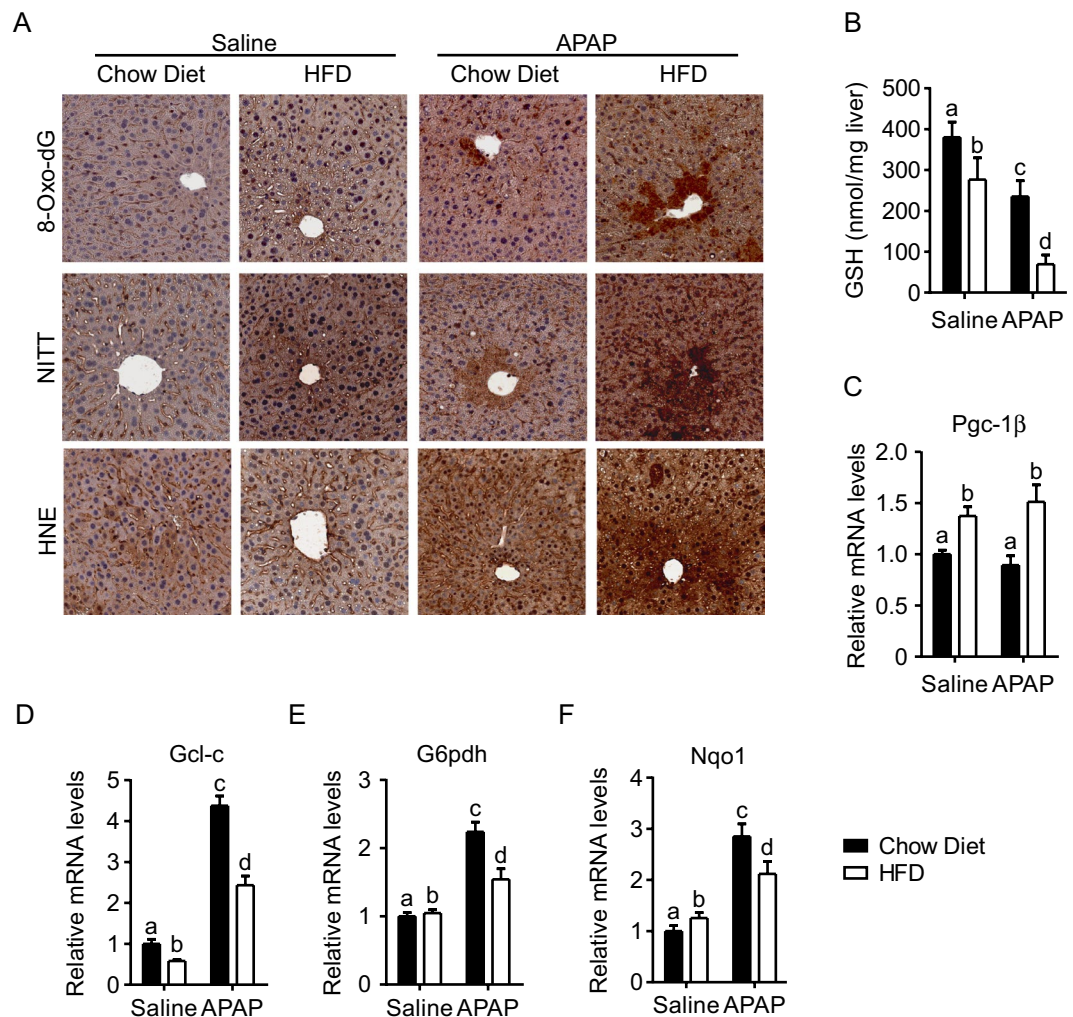 A
Saline APAP
Chow Diet HFD Chow Diet HFD
8-Oxo-dG
NITT
HNE
B
GSH (nmol/mg liver)
500
400
300
200
100
0
a
b
c
d
Saline APAP
C
Pgc-1β
Relative mRNA levels
2.0
1.5
1.0
0.5
0
a
b
a
b
Saline APAP
D
Gcl-c
Relative mRNA levels
5
4
3
2
1
0
a
b
c
d
Saline APAP
E
G6pdh
Relative mRNA levels
3
2
1
0
a
b
c
d
Saline APAP
F
Nqo1
Relative mRNA levels
4
3
2
1
0
a
b
c
d
Saline APAP
Chow Diet
HFD